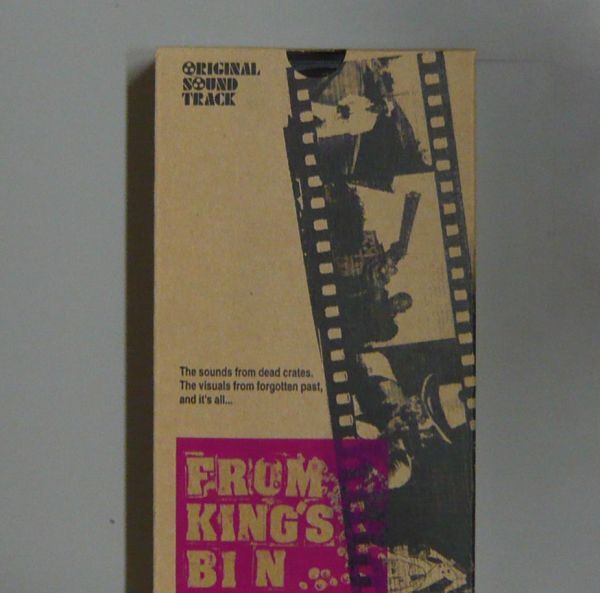 ORIGINAL
SOUND
TRACK
The sounds from dead crates.
The visuals from forgotten past,
and it's all...
FROM
KING'S
BIN